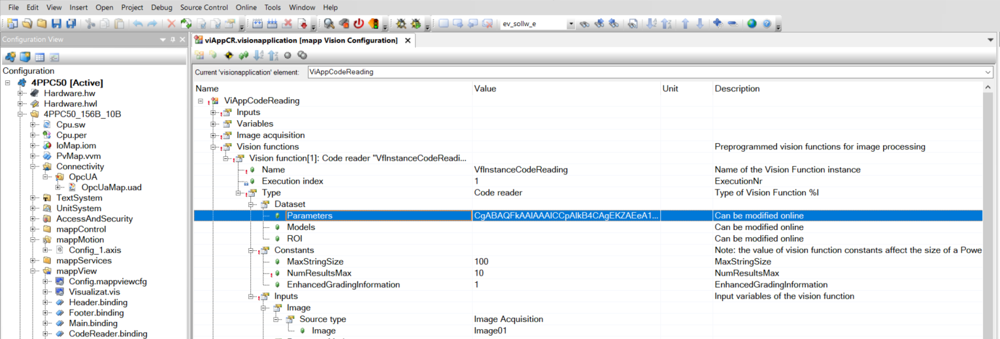 File Edit View Insert Open Project Debug Source Control Online Tools Window Help
ev_sollw_e
Configuration View
Configuration
4PPC50 [Active]
Hardware.hw
Hardware.hwl
4PPC50_156B_10B
Cpu.sw
Cpu.per
IoMap.iom
PvMap.vvm
Connectivity
OpcUA
OpcUaMap.uad
TextSystem
UnitSystem
AccessAndSecurity
mappControl
mappMotion
Config_1.axis
mappServices
mappView
Config.mappviewcfg
Visualizat.vis
Header.binding
Footer.binding
Main.binding
CodeReader.binding
viAppCR.visionapplication [mapp Vision Configuration]
Current 'visionapplication' element: ViAppCodeReading
Name Value Unit Description
ViAppCodeReading
Inputs
Variables
Image acquisition
Vision functions Preprogrammed vision functions for image processing
Vision function[1]: Code reader "VfInstanceCodeReadi...
Name VfInstanceCodeReading Name of the Vision Function instance
Execution index 1 ExecutionNr
Type Code reader Type of Vision Function %I
Dataset
Parameters CgABAQFkAAIAAAICCpAIkB4CAgEKZAEeA1... Can be modified online
Models Can be modified online
ROI Can be modified online
Constants Note: the value of vision function constants affect the size of a Powe
MaxStringSize 100 MaxStringSize
NumResultsMax 10 NumResultsMax
EnhancedGradingInformation 1 EnhancedGradingInformation
Inputs Input variables of the vision function
Image
Source type Image Acquisition
Image Image01